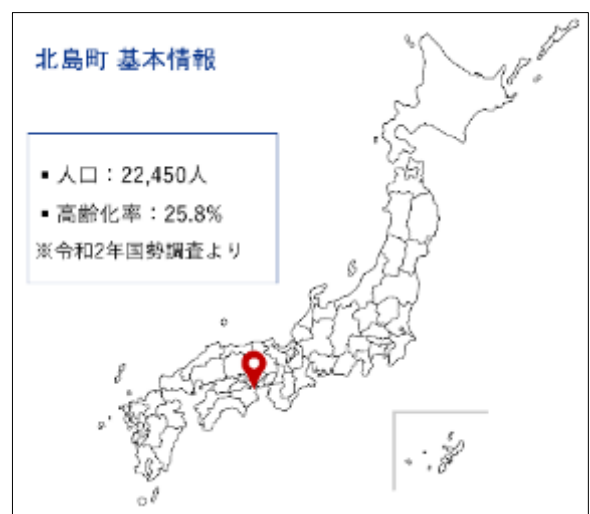 北島町 基本情報
▪ 人口：22,450人
▪ 高齢化率：25.8%
※令和2年国勢調査より